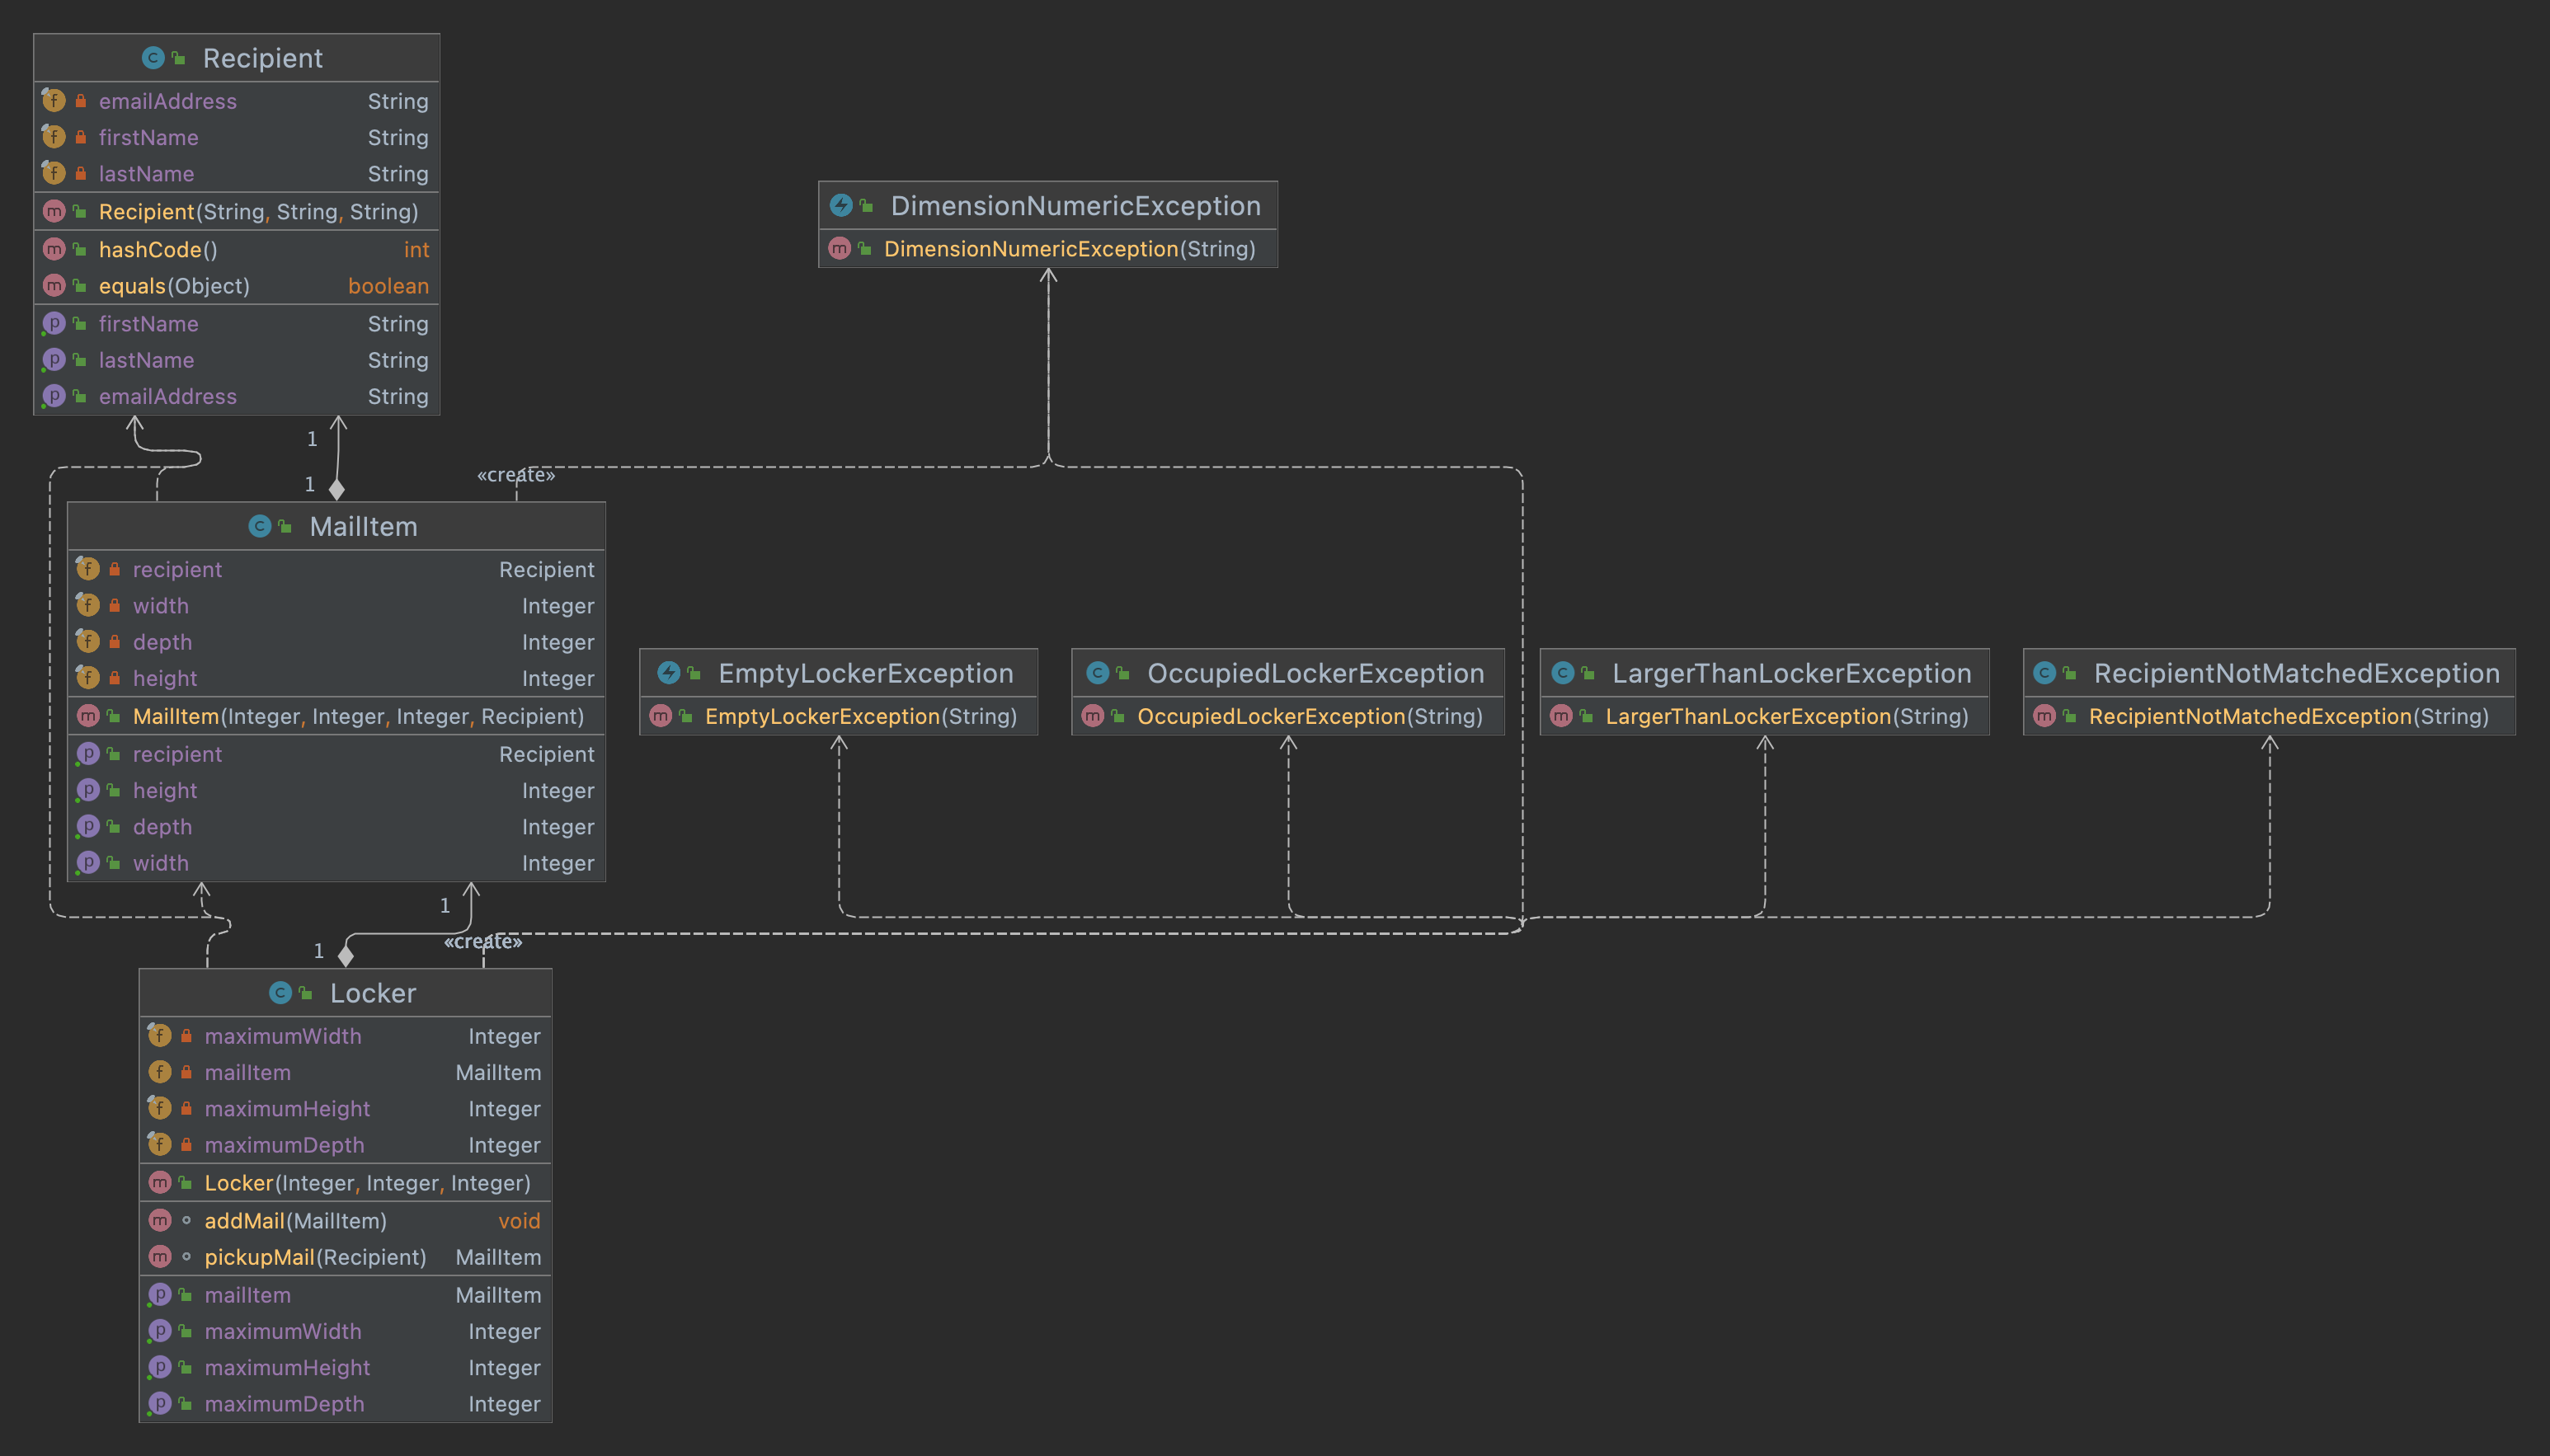 Recipient
emailAddress String
firstName String
lastName String
Recipient(String, String, String)
hashCode() int
equals(Object) boolean
firstName String
lastName String
emailAddress String
DimensionNumericException
DimensionNumericException(String)
1
1
«create»
MailItem
recipient Recipient
width Integer
depth Integer
height Integer
MailItem(Integer, Integer, Integer, Recipient)
recipient Recipient
height Integer
depth Integer
width Integer
EmptyLockerException
EmptyLockerException(String)
OccupiedLockerException
OccupiedLockerException(String)
LargerThanLockerException
LargerThanLockerException(String)
RecipientNotMatchedException
RecipientNotMatchedException(String)
1
1
«create»
Locker
maximumWidth Integer
mailItem MailItem
maximumHeight Integer
maximumDepth Integer
Locker(Integer, Integer, Integer)
addMail(MailItem) void
pickupMail(Recipient) MailItem
mailItem MailItem
maximumWidth Integer
maximumHeight Integer
maximumDepth Integer